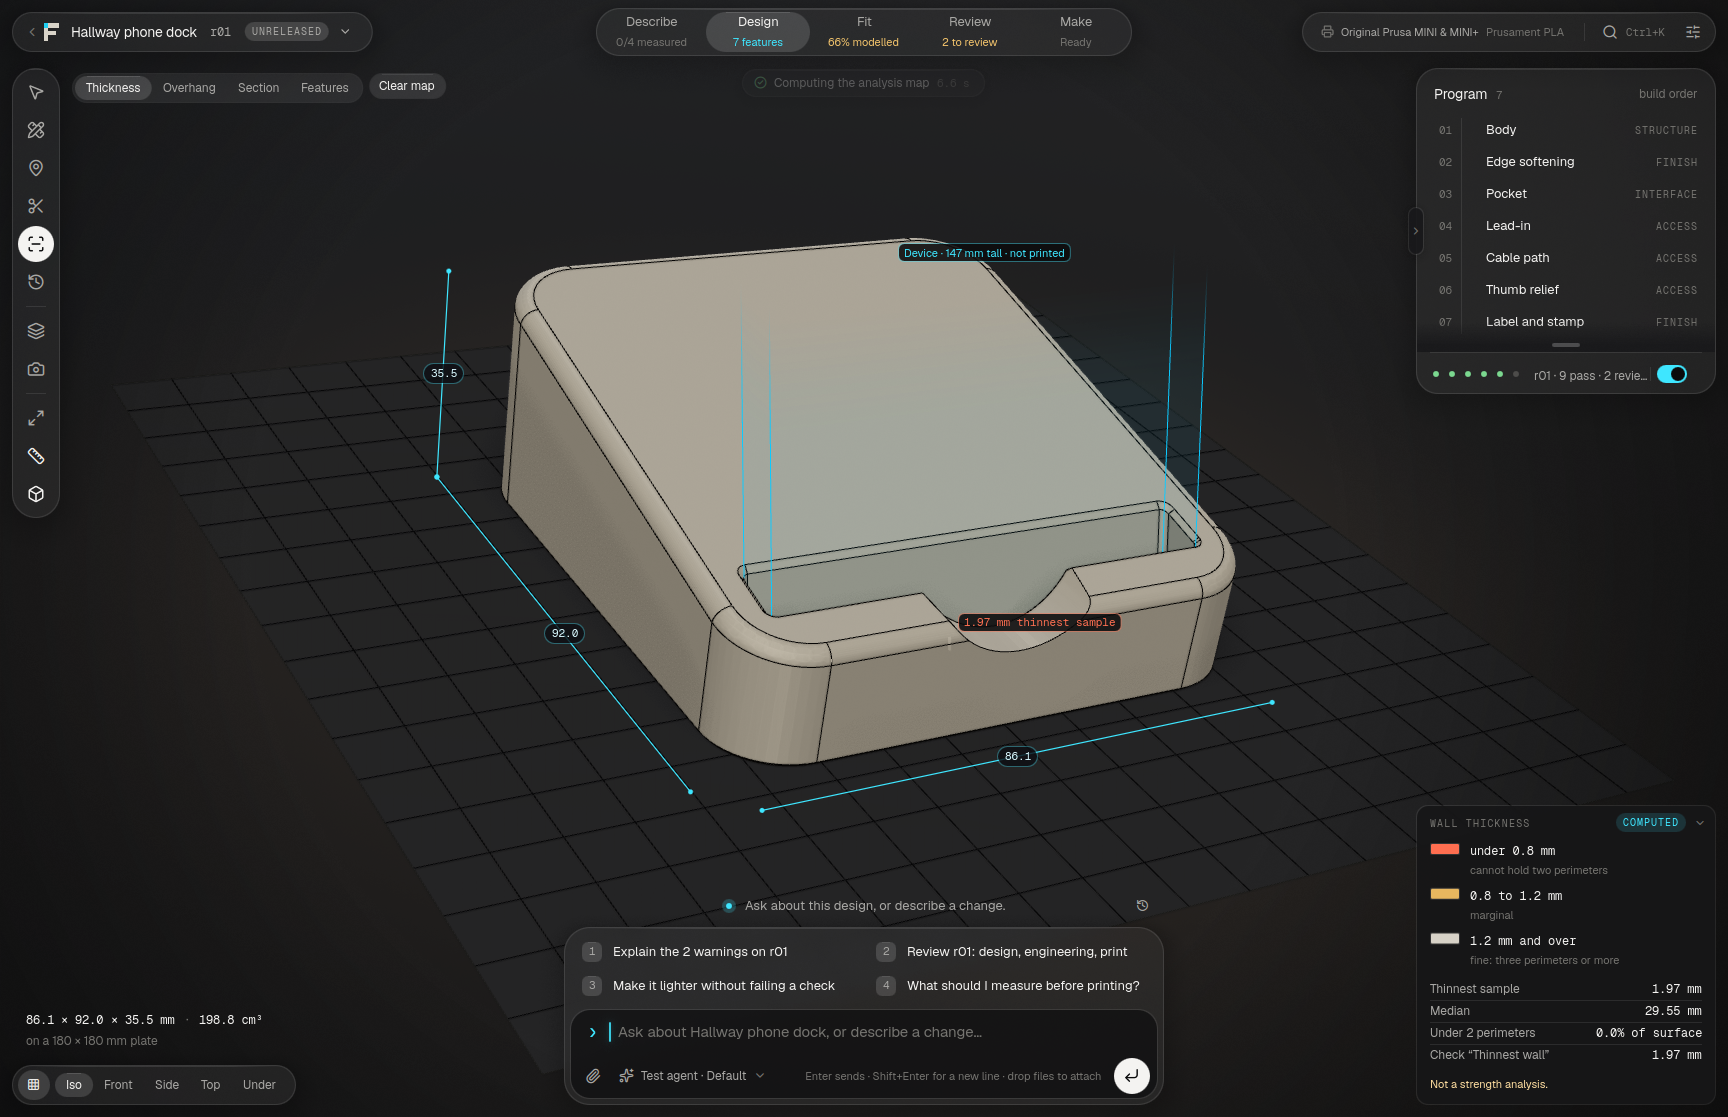 Hallway phone dock r01 UNRELEASED
Describe
0/4 measured
Design
7 features
Fit
66% modelled
Review
2 to review
Make
Ready
Original Prusa MINI & MINI+ Prusament PLA
Ctrl+K
Thickness Overhang Section Features Clear map
Computing the analysis map 6.6 s
Program 7 build order
01 Body STRUCTURE
02 Edge softening FINISH
03 Pocket INTERFACE
04 Lead-in ACCESS
05 Cable path ACCESS
06 Thumb relief ACCESS
07 Label and stamp FINISH
r01 · 9 pass · 2 revie...
Device · 147 mm tall · not printed
35.5
92.0
1.97 mm thinnest sample
86.1
WALL THICKNESS COMPUTED
under 0.8 mm
cannot hold two perimeters
0.8 to 1.2 mm
marginal
1.2 mm and over
fine: three perimeters or more
Thinnest sample 1.97 mm
Median 29.55 mm
Under 2 perimeters 0.0% of surface
Check “Thinnest wall” 1.97 mm
Not a strength analysis.
Ask about this design, or describe a change.
1 Explain the 2 warnings on r01
2 Review r01: design, engineering, print
3 Make it lighter without failing a check
4 What should I measure before printing?
Ask about Hallway phone dock, or describe a change...
Test agent · Default
Enter sends · Shift+Enter for a new line · drop files to attach
86.1 × 92.0 × 35.5 mm · 198.8 cm³
on a 180 × 180 mm plate
Iso Front Side Top Under